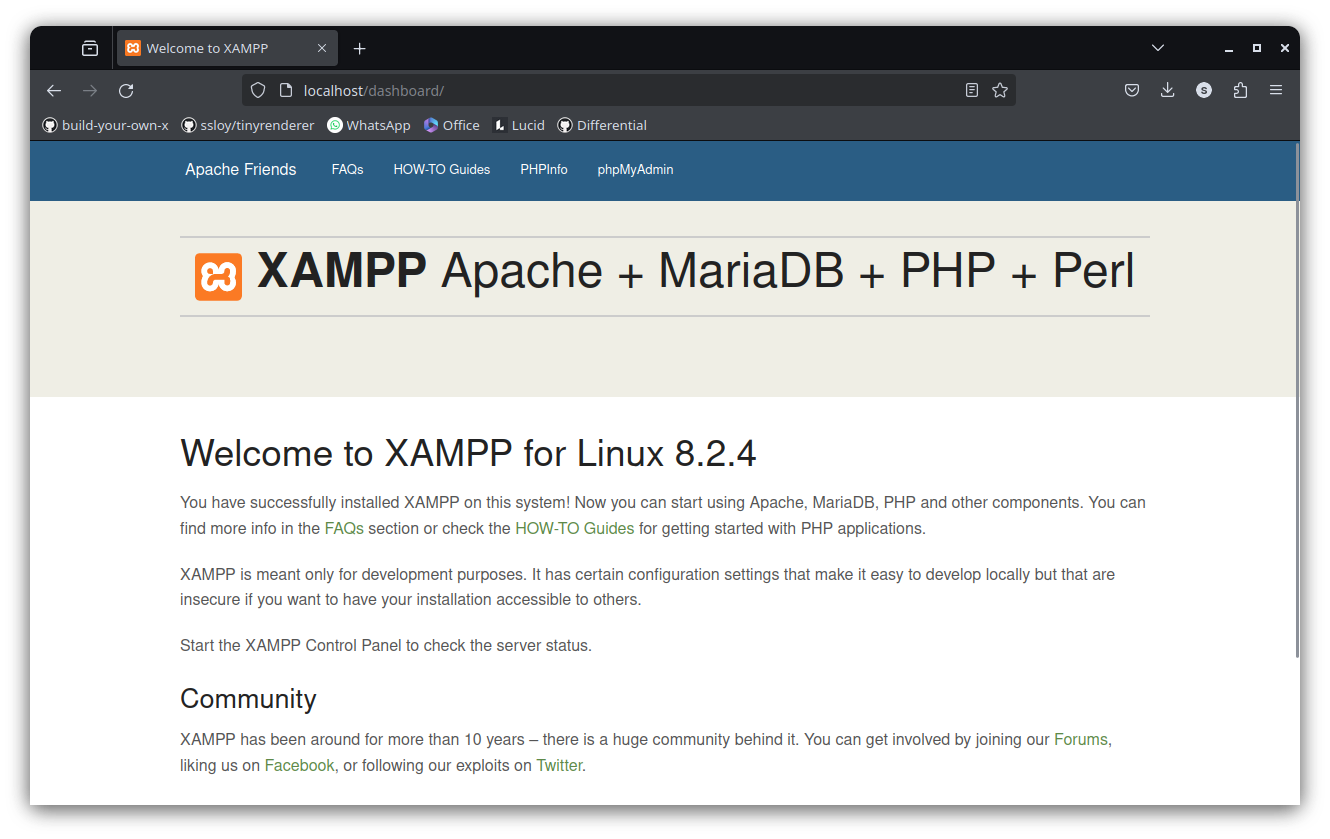 Welcome to XAMPP
localhost/dashboard/
S
build-your-own-x ssloy/tinyrenderer WhatsApp Office Lucid Differential
Apache Friends FAQs HOW-TO Guides PHPInfo phpMyAdmin
XAMPP Apache + MariaDB + PHP + Perl
Welcome to XAMPP for Linux 8.2.4
You have successfully installed XAMPP on this system! Now you can start using Apache, MariaDB, PHP and other components. You can
find more info in the FAQs section or check the HOW-TO Guides for getting started with PHP applications.
XAMPP is meant only for development purposes. It has certain configuration settings that make it easy to develop locally but that are
insecure if you want to have your installation accessible to others.
Start the XAMPP Control Panel to check the server status.
Community
XAMPP has been around for more than 10 years – there is a huge community behind it. You can get involved by joining our Forums,
liking us on Facebook, or following our exploits on Twitter.